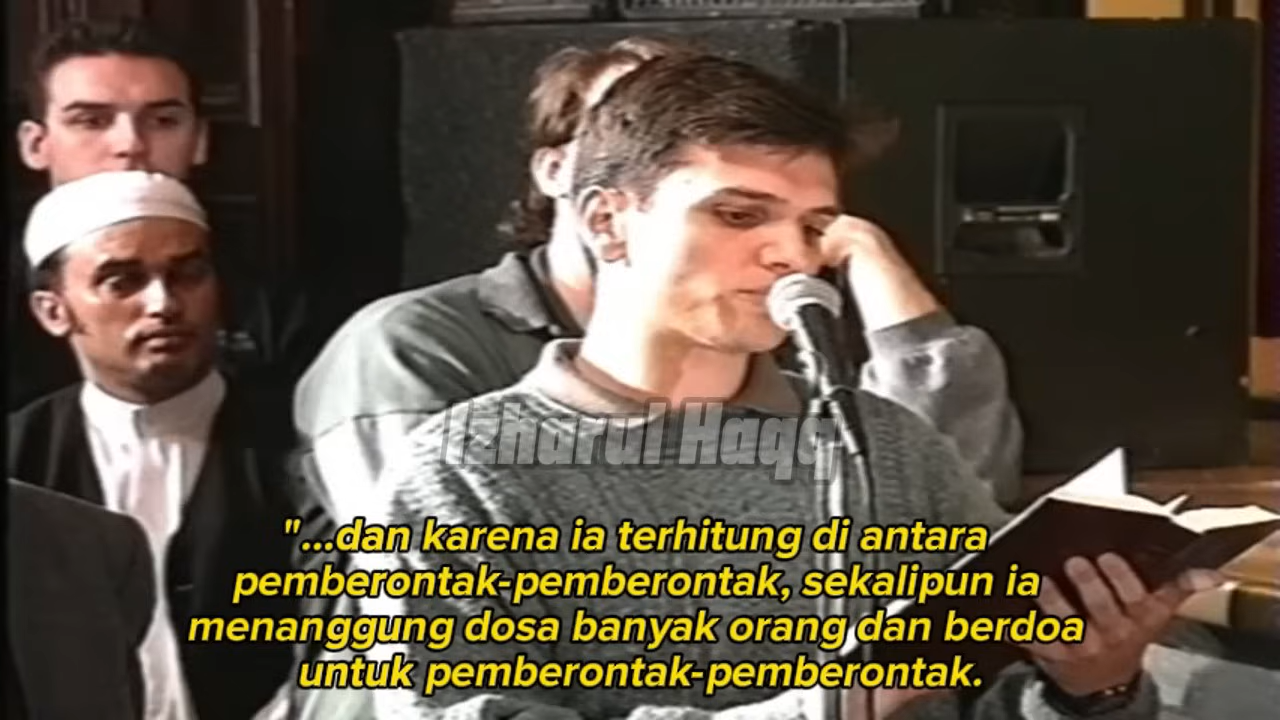 Izharul Haqq
"...dan karena ia terhitung di antara
pemberontak-pemberontak, sekalipun ia
menanggung dosa banyak orang dan berdoa
untuk pemberontak-pemberontak.